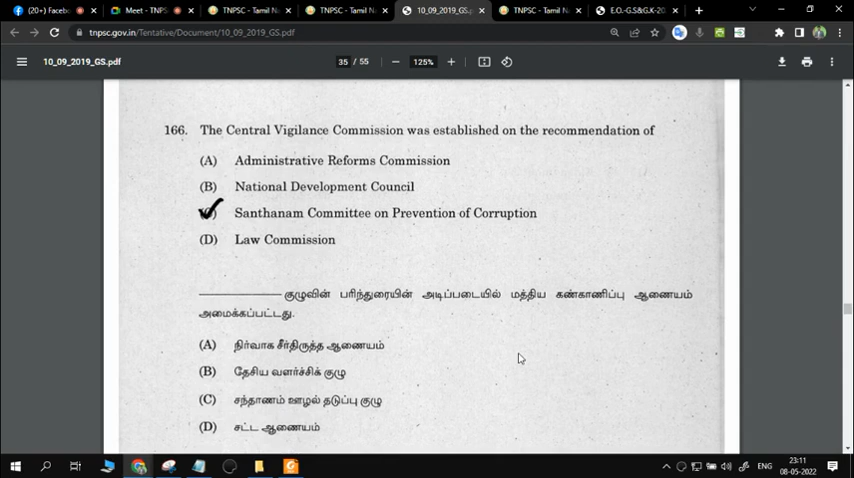 (20+) Faceb
Meet - TNPS
TNPSC - Tamil N
TNPSC - Tamil N
10_09_2019_GS.p
TNPSC - Tamil N
E.O.-G.S&G.K-20
tnpsc.gov.in/Tentative/Document/10_09_2019_GS.pdf
10_09_2019_GS.pdf
35 / 55
125%
166. The Central Vigilance Commission was established on the recommendation of
(A) Administrative Reforms Commission
(B) National Development Council
(C) Santhanam Committee on Prevention of Corruption
(D) Law Commission
____________ குழுவின் பரிந்துரையின் அடிப்படையில் மத்திய கண்காணிப்பு ஆணையம்
அமைக்கப்பட்டது.
(A) நிர்வாக சீர்திருத்த ஆணையம்
(B) தேசிய வளர்ச்சிக் குழு
(C) சந்தாணம் ஊழல் தடுப்பு குழு
(D) சட்ட ஆணையம்
ENG
23:11
08-05-2022